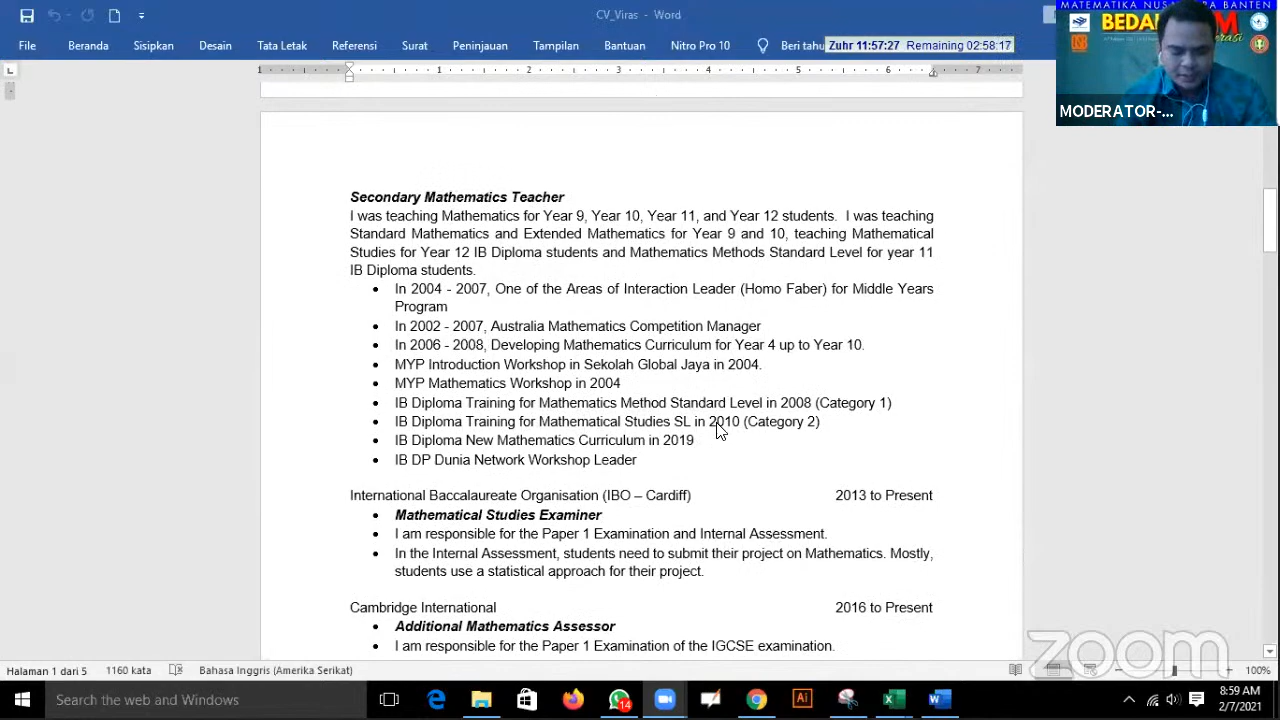 CV_Viras - Word
File Beranda Sisipkan Desain Tata Letak Referensi Surat Peninjauan Tampilan Bantuan Nitro Pro 10 Beri tahu
Zuhr 11:57:27 Remaining 02:58:17
MATEMATIKA NUS
BANTEN
MODERATOR-...
1 1 2 3 4 5 6 7
Secondary Mathematics Teacher
I was teaching Mathematics for Year 9, Year 10, Year 11, and Year 12 students. I was teaching
Standard Mathematics and Extended Mathematics for Year 9 and 10, teaching Mathematical
Studies for Year 12 IB Diploma students and Mathematics Methods Standard Level for year 11
IB Diploma students.
• In 2004 - 2007, One of the Areas of Interaction Leader (Homo Faber) for Middle Years
Program
• In 2002 - 2007, Australia Mathematics Competition Manager
• In 2006 - 2008, Developing Mathematics Curriculum for Year 4 up to Year 10.
• MYP Introduction Workshop in Sekolah Global Jaya in 2004.
• MYP Mathematics Workshop in 2004
• IB Diploma Training for Mathematics Method Standard Level in 2008 (Category 1)
• IB Diploma Training for Mathematical Studies SL in 2010 (Category 2)
• IB Diploma New Mathematics Curriculum in 2019
• IB DP Dunia Network Workshop Leader
International Baccalaureate Organisation (IBO – Cardiff) 2013 to Present
• Mathematical Studies Examiner
• I am responsible for the Paper 1 Examination and Internal Assessment.
• In the Internal Assessment, students need to submit their project on Mathematics. Mostly,
students use a statistical approach for their project.
Cambridge International 2016 to Present
• Additional Mathematics Assessor
• I am responsible for the Paper 1 Examination of the IGCSE examination.
zoom
Halaman 1 dari 5 1160 kata Bahasa Inggris (Amerika Serikat) 100%
Search the web and Windows
14
8:59 AM
2/7/2021